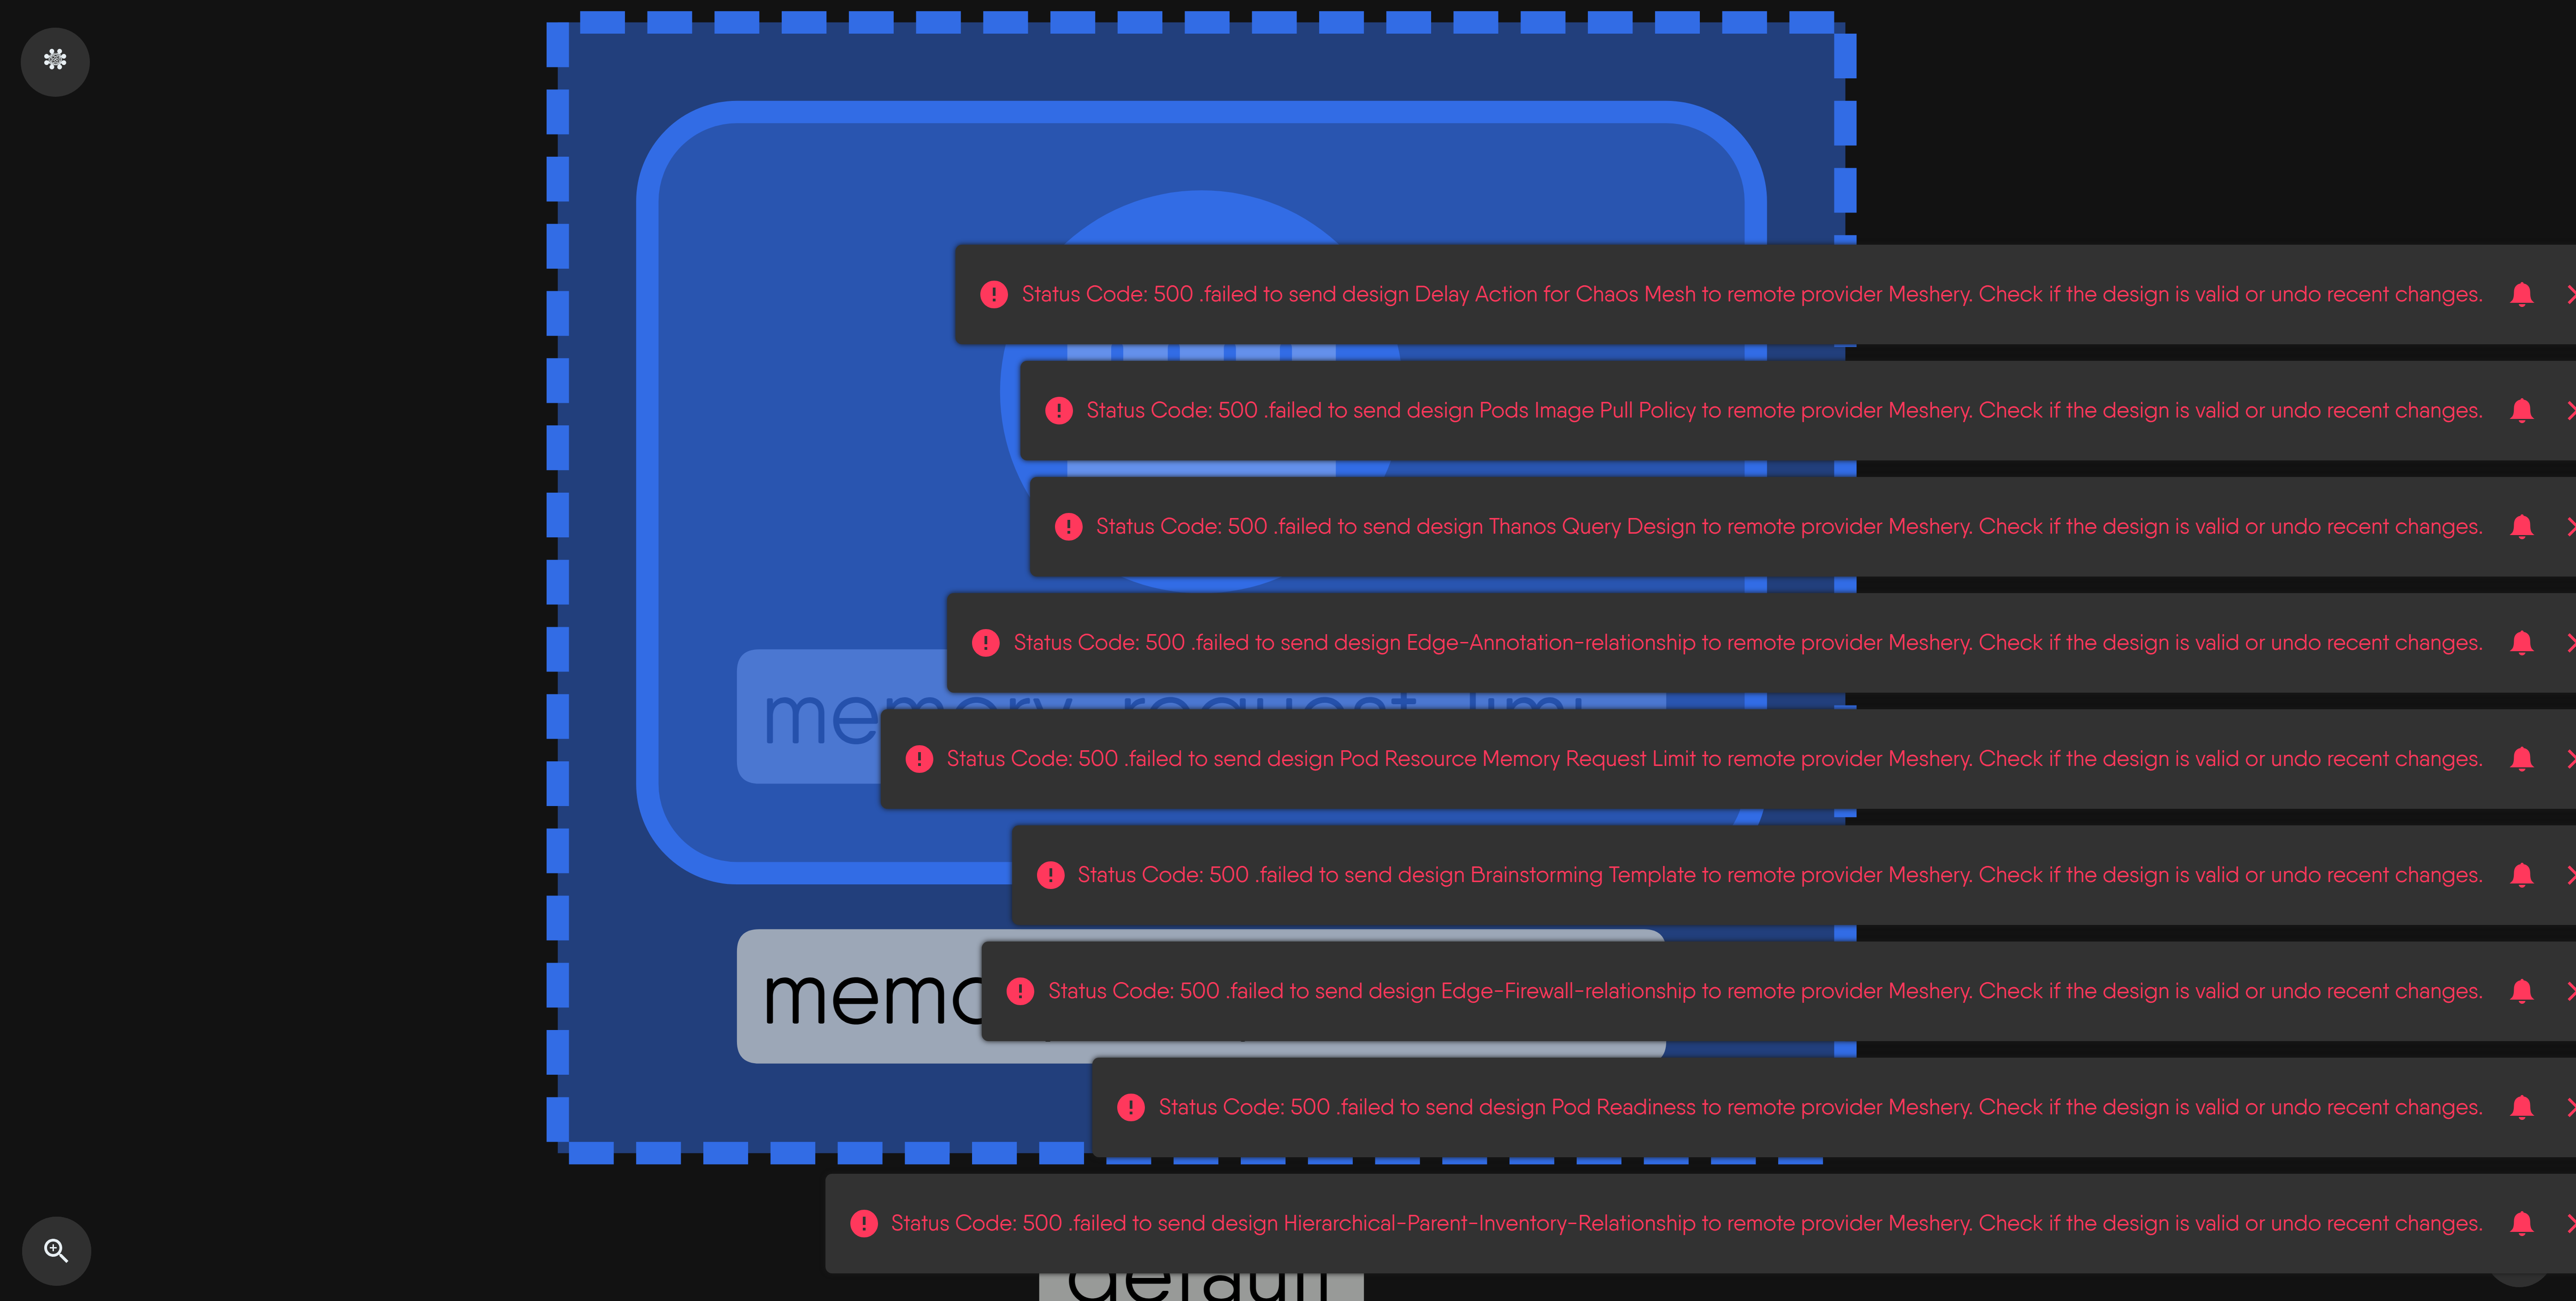 Status Code: 500 .failed to send design Delay Action for Chaos Mesh to remote provider Meshery. Check if the design is valid or undo recent changes.
Status Code: 500 .failed to send design Pods Image Pull Policy to remote provider Meshery. Check if the design is valid or undo recent changes.
Status Code: 500 .failed to send design Thanos Query Design to remote provider Meshery. Check if the design is valid or undo recent changes.
Status Code: 500 .failed to send design Edge-Annotation-relationship to remote provider Meshery. Check if the design is valid or undo recent changes.
memory request limi
Status Code: 500 .failed to send design Pod Resource Memory Request Limit to remote provider Meshery. Check if the design is valid or undo recent changes.
Status Code: 500 .failed to send design Brainstorming Template to remote provider Meshery. Check if the design is valid or undo recent changes.
memo
Status Code: 500 .failed to send design Edge-Firewall-relationship to remote provider Meshery. Check if the design is valid or undo recent changes.
Status Code: 500 .failed to send design Pod Readiness to remote provider Meshery. Check if the design is valid or undo recent changes.
Status Code: 500 .failed to send design Hierarchical-Parent-Inventory-Relationship to remote provider Meshery. Check if the design is valid or undo recent changes.
default